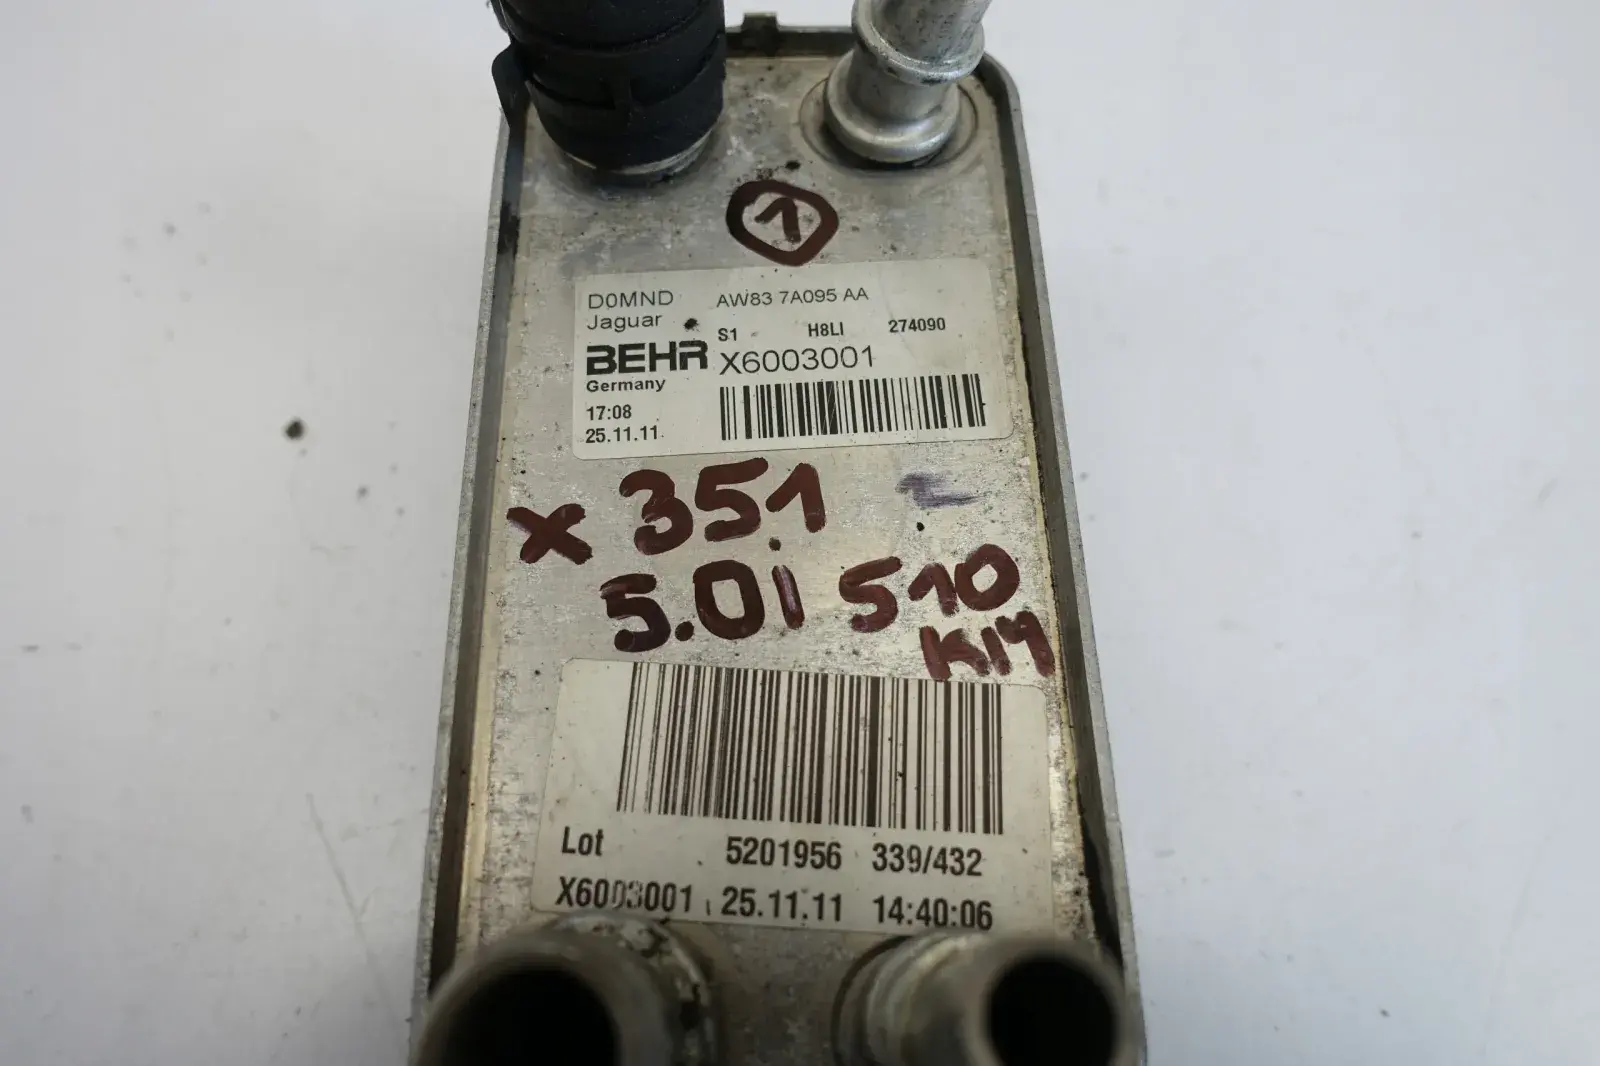 1
D0MND AW83 7A095 AA
Jaguar S1 H8LI 274090
BEHR X6003001
Germany
17:08
25.11.11
x 351
5.0i 510
KM
Lot 5201956 339/432
X6003001 25.11.11 14:40:06